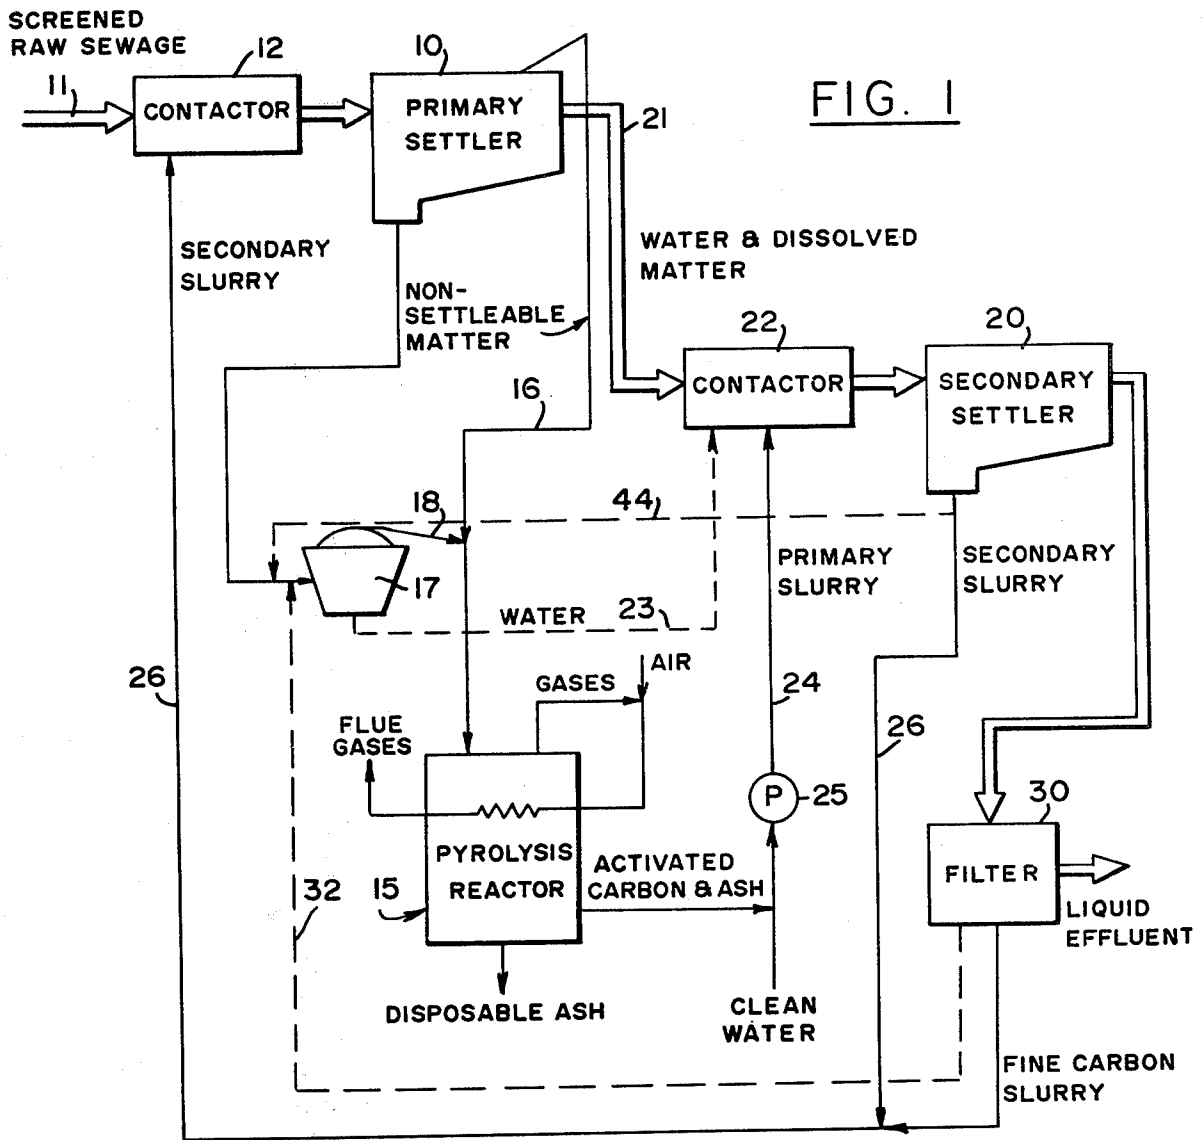 SCREENED
RAW SEWAGE
11
12
CONTACTOR
10
PRIMARY
SETTLER
21
FIG. 1
SECONDARY
SLURRY
NON-
SETTLEABLE
MATTER
WATER & DISSOLVED
MATTER
22
CONTACTOR
20
SECONDARY
SETTLER
16
18
44
17
PRIMARY
SLURRY
SECONDARY
SLURRY
WATER
23
26
AIR
GASES
24
26
FLUE
GASES
P
25
30
PYROLYSIS
REACTOR
15
ACTIVATED
CARBON & ASH
FILTER
32
LIQUID
EFFLUENT
DISPOSABLE ASH
CLEAN
WATER
FINE CARBON
SLURRY